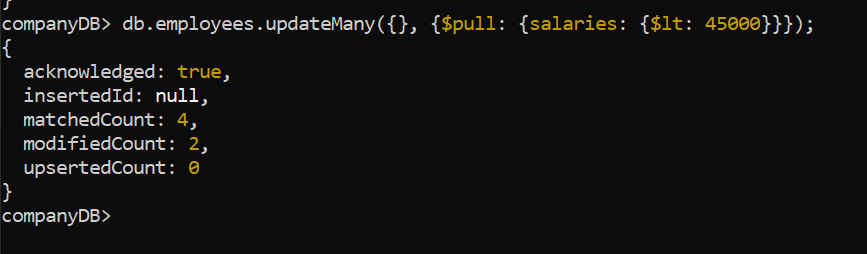 }
companyDB> db.employees.updateMany({}, {$pull: {salaries: {$lt: 45000}}});
{
  acknowledged: true,
  insertedId: null,
  matchedCount: 4,
  modifiedCount: 2,
  upsertedCount: 0
}
companyDB>